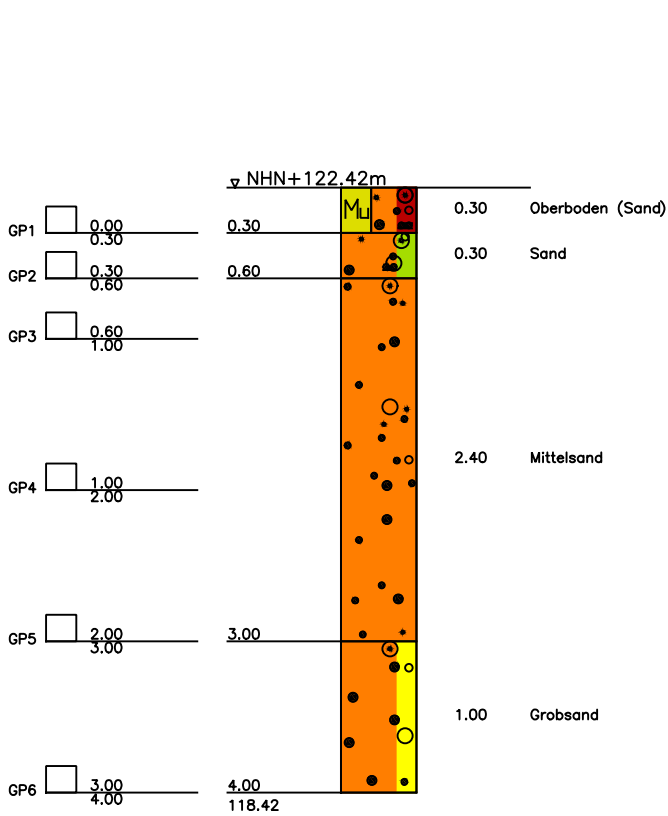 NHN+122.42m
Mu
0.30 Oberboden (Sand)
GP1 0.00 0.30
0.30
0.30 Sand
GP2 0.30 0.60
0.60
GP3 0.60
1.00
2.40 Mittelsand
GP4 1.00
2.00
GP5 2.00 3.00
3.00
1.00 Grobsand
GP6 3.00 4.00
4.00 118.42